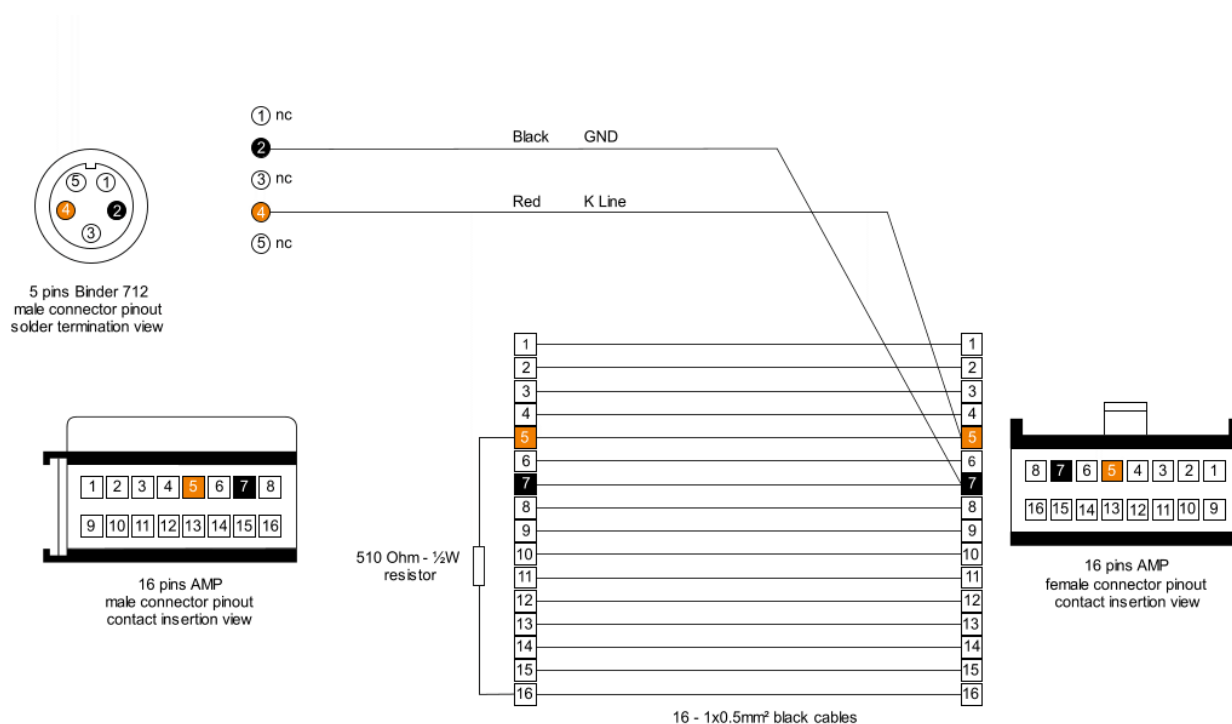 1 nc
2
Black GND
3 nc
Red K Line
4
5 nc
5 1
4 2
3
5 pins Binder 712
male connector pinout
solder termination view
1 1
2 2
3 3
4 4
5 5
6 6
7 7
8 8
9 9
10 10
11 11
12 12
13 13
14 14
15 15
16 16
510 Ohm - ½W
resistor
16 - 1x0.5mm² black cables
1 2 3 4 5 6 7 8
9 10 11 12 13 14 15 16
16 pins AMP
male connector pinout
contact insertion view
8 7 6 5 4 3 2 1
16 15 14 13 12 11 10 9
16 pins AMP
female connector pinout
contact insertion view